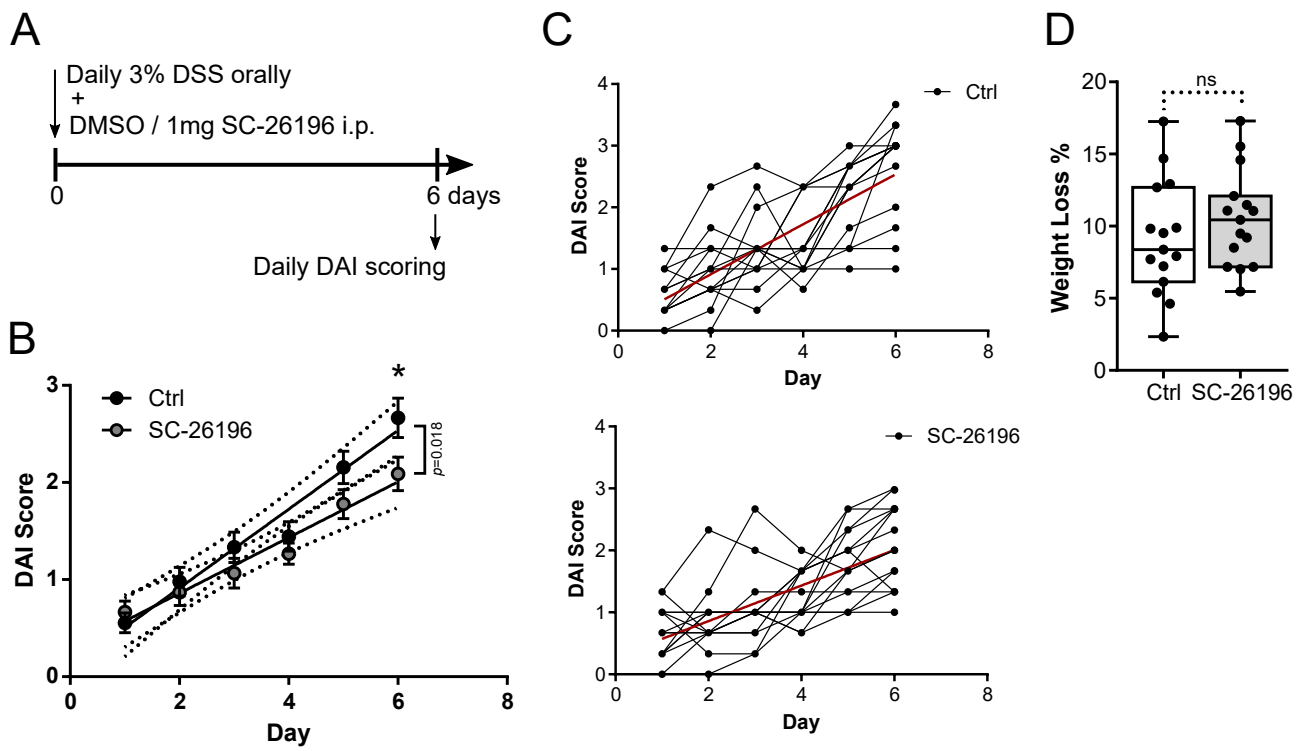 A
Daily 3% DSS orally
+
DMSO / 1mg SC-26196 i.p.
0
6 days
Daily DAI scoring
B
3
2
1
0
DAI Score
Ctrl
SC-26196
*
p=0.018
0 2 4 6 8
Day
C
4
3
2
1
0
DAI Score
Ctrl
0 2 4 6 8
Day
4
3
2
1
0
DAI Score
SC-26196
0 2 4 6 8
Day
D
20
15
10
5
0
Weight Loss %
ns
Ctrl SC-26196